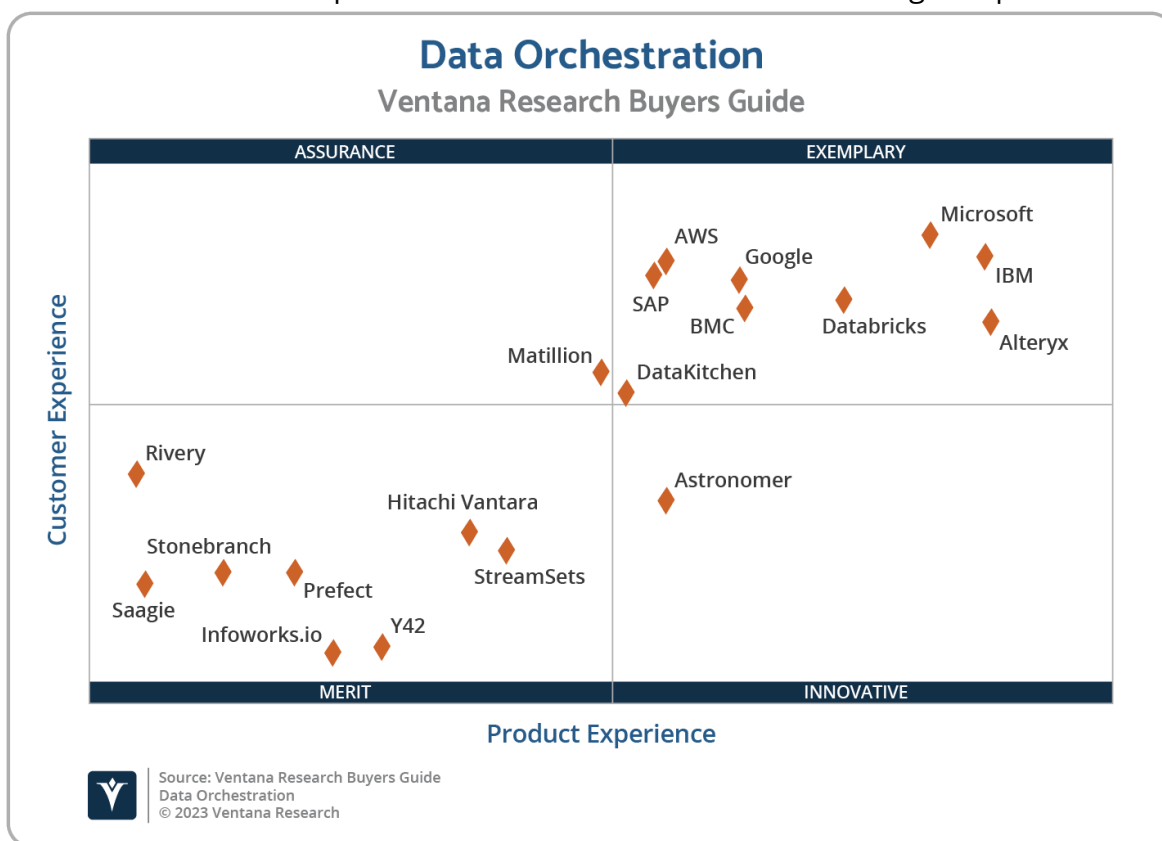 Data Orchestration
Ventana Research Buyers Guide
ASSURANCE
EXEMPLARY
Microsoft
AWS
Google
IBM
SAP
BMC
Databricks
Alteryx
Matillion
DataKitchen
Customer Experience
Rivery
Astronomer
Hitachi Vantara
Stonebranch
StreamSets
Prefect
Saagie
Y42
Infoworks.io
MERIT
INNOVATIVE
Product Experience
Source: Ventana Research Buyers Guide
Data Orchestration
© 2023 Ventana Research